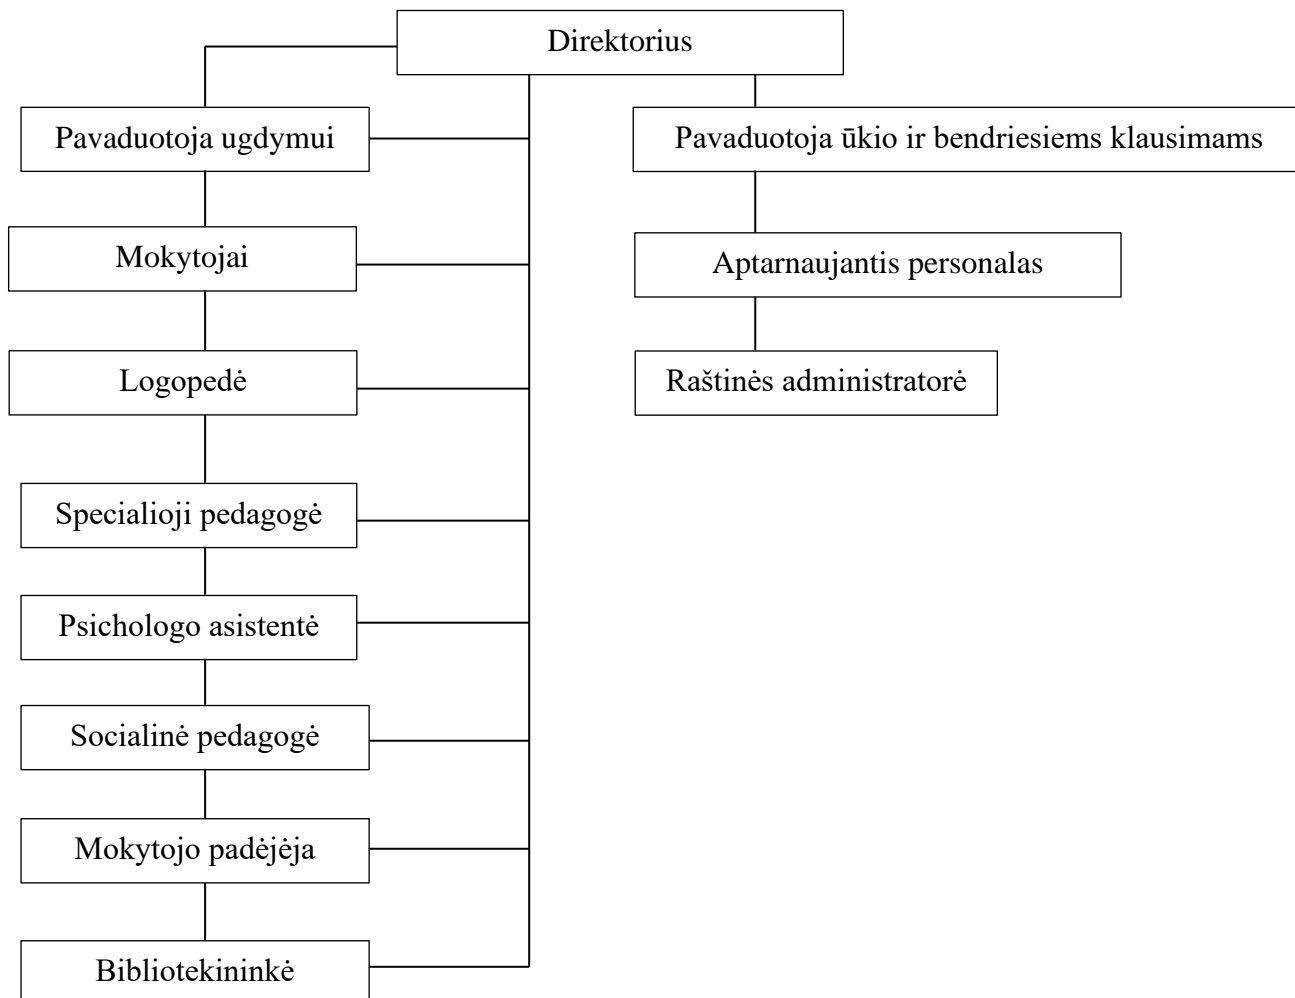 Direktorius
Pavaduotoja ugdymui
Pavaduotoja ūkio ir bendriesiems klausimams
Mokytojai
Aptarnaujantis personalas
Logopedė
Raštinės administratorė
Specialioji pedagogė
Psichologo asistentė
Socialinė pedagogė
Mokytojo padėjėja
Bibliotekininkė